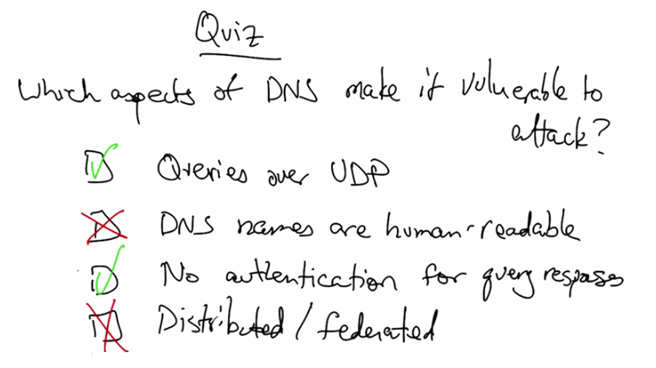 Quiz
Which aspects of DNS make it vulnerable to
attack?
Queries over UDP
DNS names are human-readable
No authentication for query respases
Distributed / federated